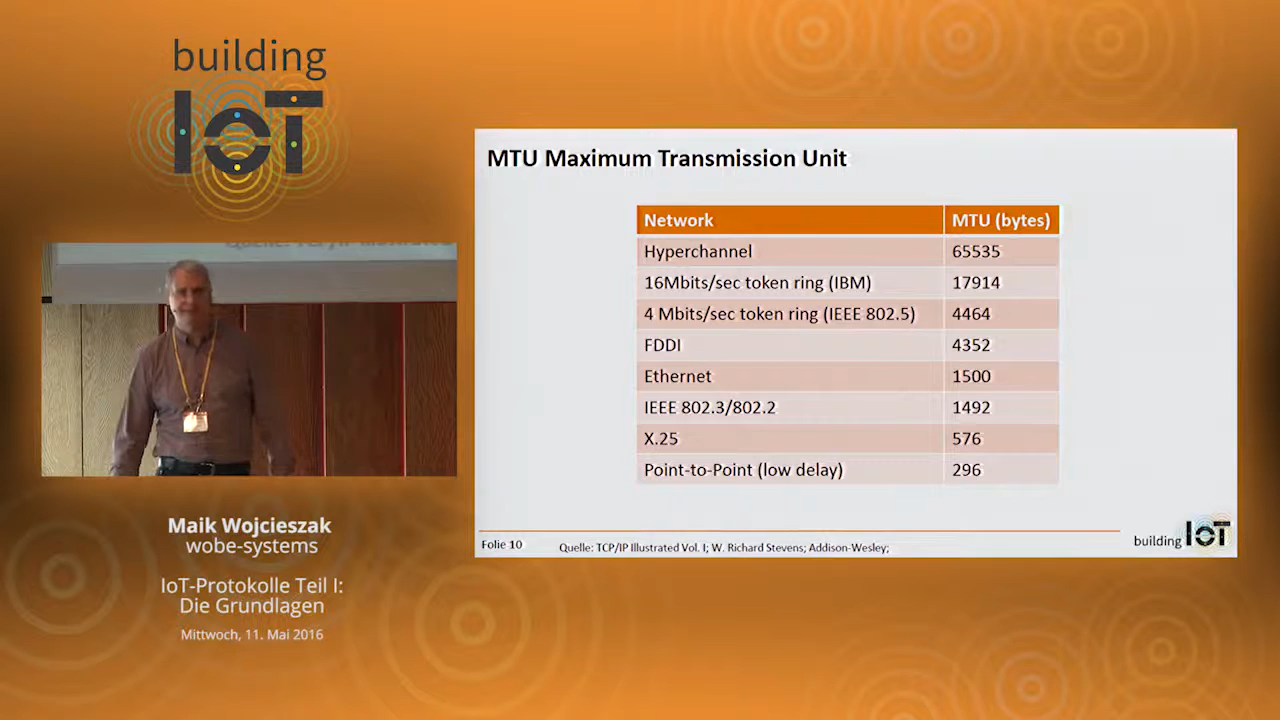 building
IoT
Maik Wojcieszak
wobe-systems
IoT-Protokolle Teil I:
Die Grundlagen
Mittwoch, 11. Mai 2016
MTU Maximum Transmission Unit
Network MTU (bytes)
Hyperchannel 65535
16Mbits/sec token ring (IBM) 17914
4 Mbits/sec token ring (IEEE 802.5) 4464
FDDI 4352
Ethernet 1500
IEEE 802.3/802.2 1492
X.25 576
Point-to-Point (low delay) 296
Folie 10
Quelle: TCP/IP Illustrated Vol. I; W. Richard Stevens; Addison-Wesley;
building IoT